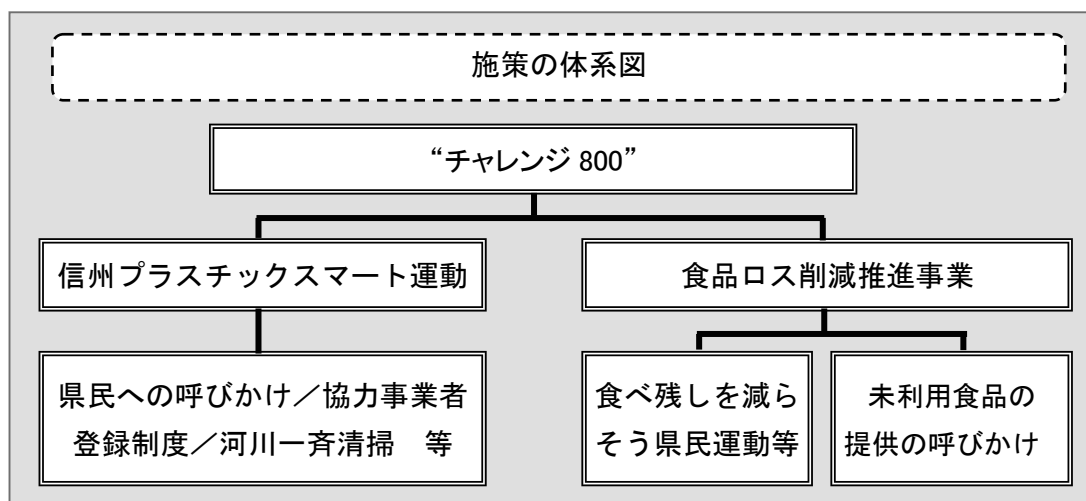 施策の体系図
“チャレンジ 800”
信州プラスチックスマート運動
食品ロス削減推進事業
県民への呼びかけ／協力事業者
登録制度／河川一斉清掃　等
食べ残しを減ら
そう県民運動等
未利用食品の
提供の呼びかけ